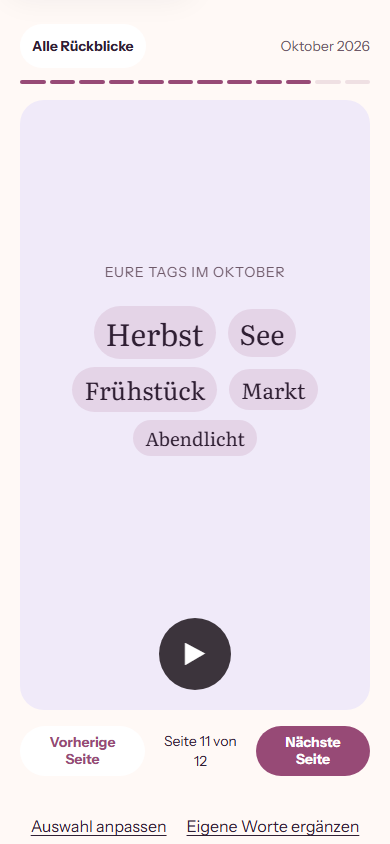 Alle Rückblicke
Oktober 2026
EURE TAGS IM OKTOBER
Herbst See
Frühstück Markt
Abendlicht
Vorherige
Seite
Seite 11 von
12
Nächste
Seite
Auswahl anpassen
Eigene Worte ergänzen